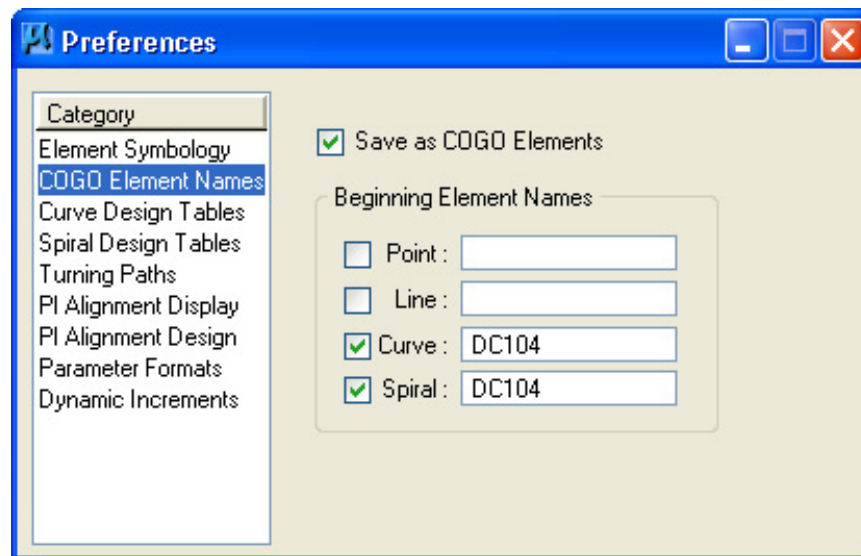 Preferences
Category
Element Symbology
COGO Element Names
Curve Design Tables
Spiral Design Tables
Turning Paths
PI Alignment Display
PI Alignment Design
Parameter Formats
Dynamic Increments
Save as COGO Elements
Beginning Element Names
Point :
Line :
Curve : DC104
Spiral : DC104